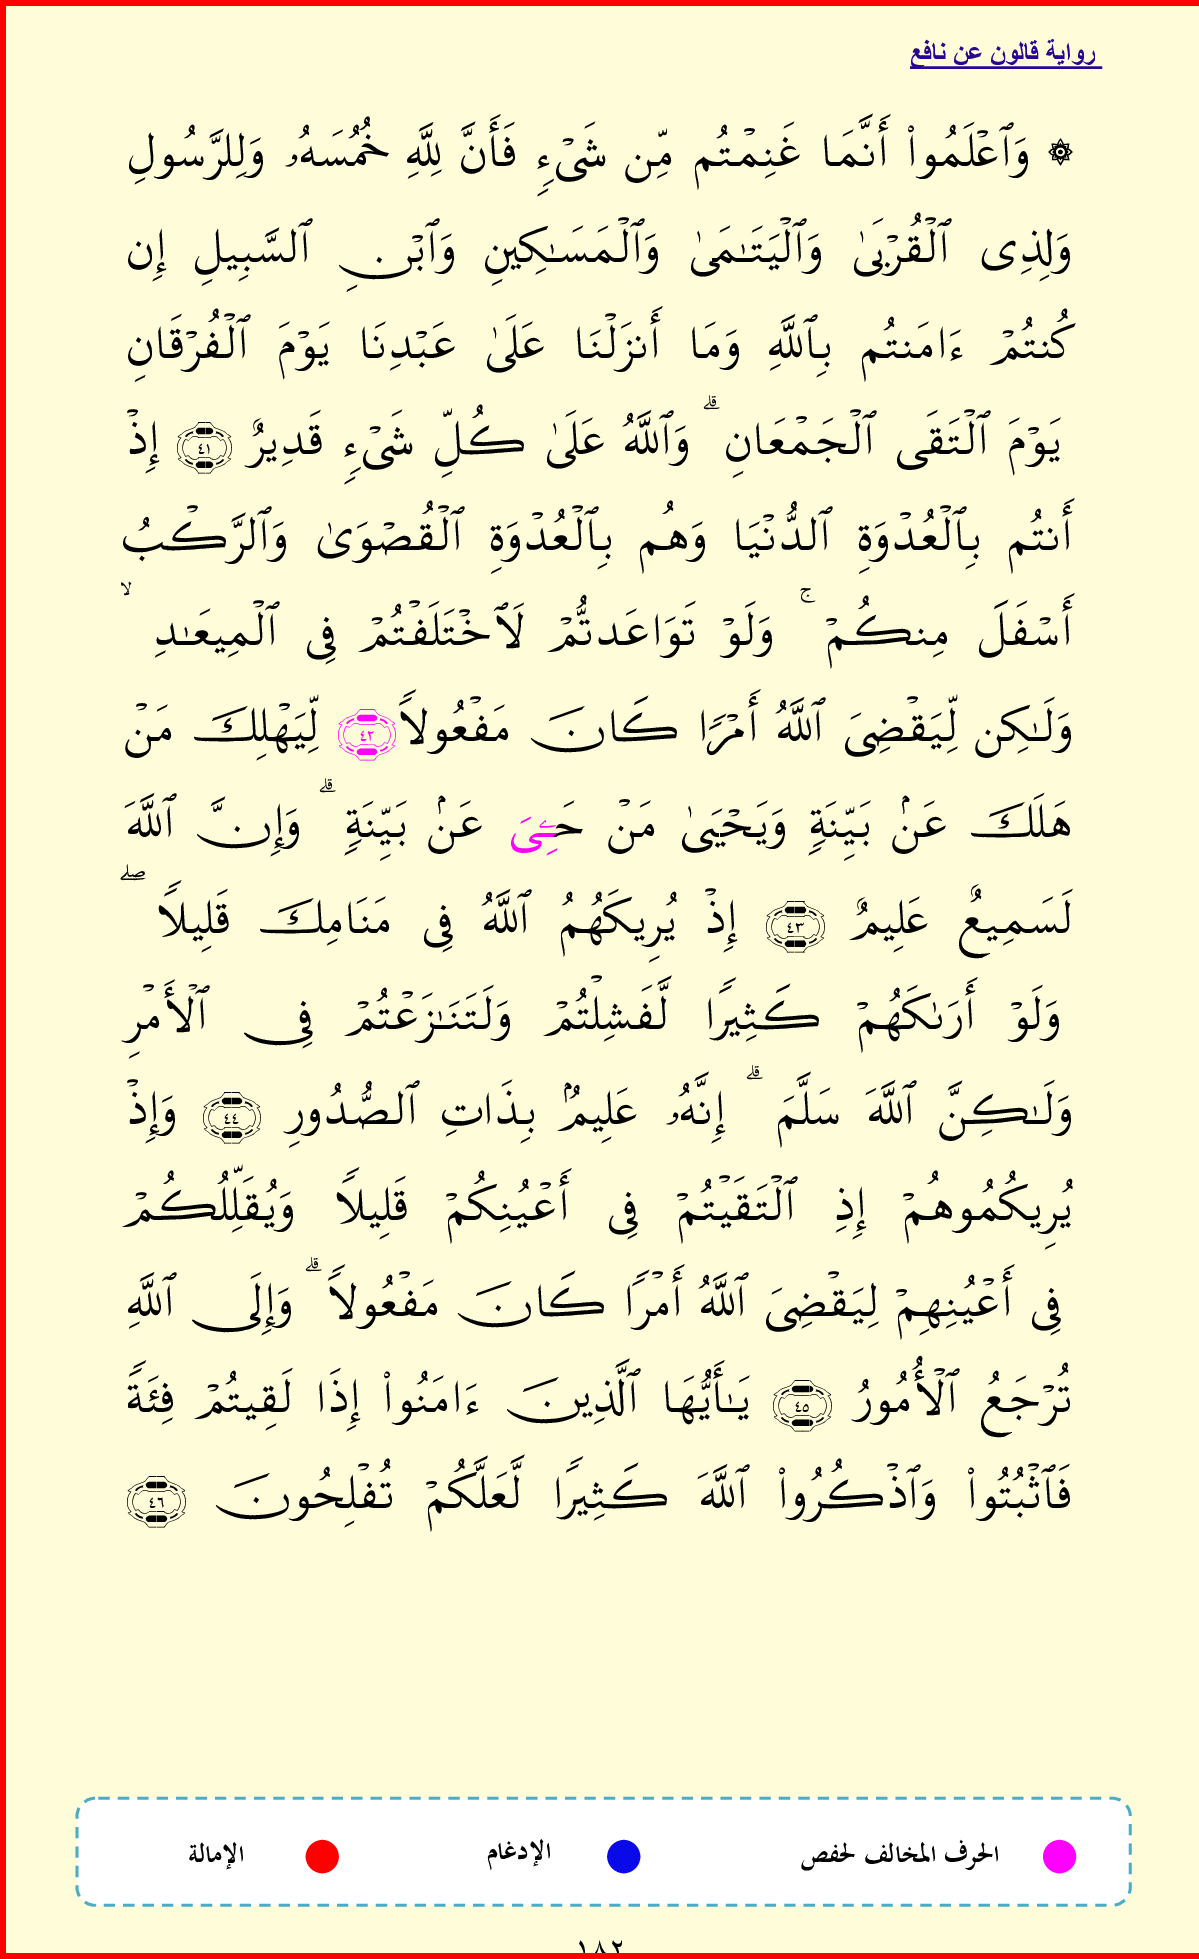 رواية قالون عن نافع
۞ وَٱعْلَمُوا۟ أَنَّمَا غَنِمْتُم مِّن شَىْءٍ فَأَنَّ لِلَّهِ خُمُسَهُۥ وَلِلرَّسُولِ
وَلِذِى ٱلْقُرْبَىٰ وَٱلْيَتَـٰمَىٰ وَٱلْمَسَـٰكِينِ وَٱبْنِ ٱلسَّبِيلِ إِن
كُنتُمْ ءَامَنتُم بِٱللَّهِ وَمَا أَنزَلْنَا عَلَىٰ عَبْدِنَا يَوْمَ ٱلْفُرْقَانِ
يَوْمَ ٱلْتَقَى ٱلْجَمْعَانِ ۗ وَٱللَّهُ عَلَىٰ كُلِّ شَىْءٍ قَدِيرٌ ٤١ إِذْ
أَنتُم بِٱلْعُدْوَةِ ٱلدُّنْيَا وَهُم بِٱلْعُدْوَةِ ٱلْقُصْوَىٰ وَٱلرَّكْبُ
أَسْفَلَ مِنكُمْ ۚ وَلَوْ تَوَاعَدتُّمْ لَٱخْتَلَفْتُمْ فِى ٱلْمِيعَـٰدِ ۙ
وَلَـٰكِن لِّيَقْضِىَ ٱللَّهُ أَمْرًا كَانَ مَفْعُولاً ٤٢ لِّيَهْلِكَ مَنْ
هَلَكَ عَنۢ بَيِّنَةٍ وَيَحْيَىٰ مَنْ حَيِىَ عَنۢ بَيِّنَةٍ ۗ وَإِنَّ ٱللَّهَ
لَسَمِيعٌ عَلِيمٌ ٤٣ إِذْ يُرِيكَهُمُ ٱللَّهُ فِى مَنَامِكَ قَلِيلاً ۖ
وَلَوْ أَرَىٰكَهُمْ كَثِيرًا لَّفَشِلْتُمْ وَلَتَنَـٰزَعْتُمْ فِى ٱلْأَمْرِ
وَلَـٰكِنَّ ٱللَّهَ سَلَّمَ ۗ إِنَّهُۥ عَلِيمٌۢ بِذَاتِ ٱلصُّدُورِ ٤٤ وَإِذْ
يُرِيكُمُوهُمْ إِذِ ٱلْتَقَيْتُمْ فِى أَعْيُنِكُمْ قَلِيلاً وَيُقَلِّلُكُمْ
فِى أَعْيُنِهِمْ لِيَقْضِىَ ٱللَّهُ أَمْرًا كَانَ مَفْعُولاً ۗ وَإِلَى ٱللَّهِ
تُرْجَعُ ٱلْأُمُورُ ٤٥ يَـٰأَيُّهَا ٱلَّذِينَ ءَامَنُوا۟ إِذَا لَقِيتُمْ فِئَةً
فَٱثْبُتُوا۟ وَٱذْكُرُوا۟ ٱللَّهَ كَثِيرًا لَّعَلَّكُمْ تُفْلِحُونَ ٤٦
الحرف المخالف لحفص الإدغام الإمالة
١٨٢